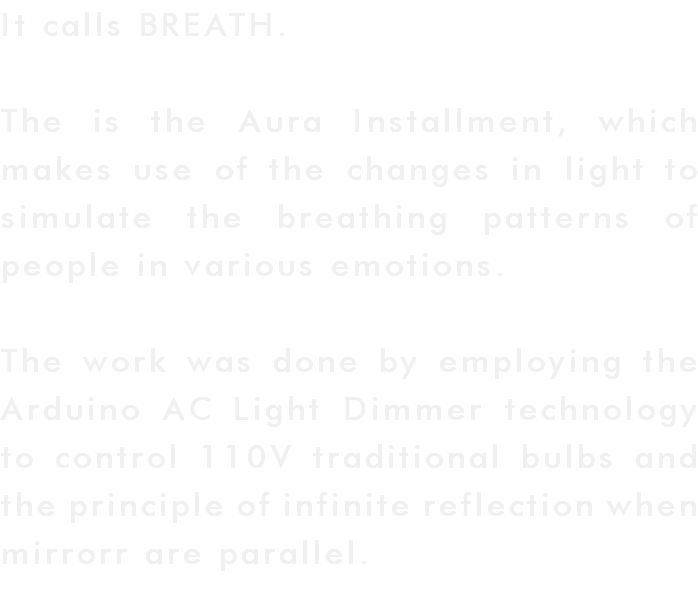 It calls BREATH.
The is the Aura Installment, which
makes use of the changes in light to
simulate the breathing patterns of
people in various emotions.
The work was done by employing the
Arduino AC Light Dimmer technology
to control 110V traditional bulbs and
the principle of infinite reflection when
mirrorr are parallel.